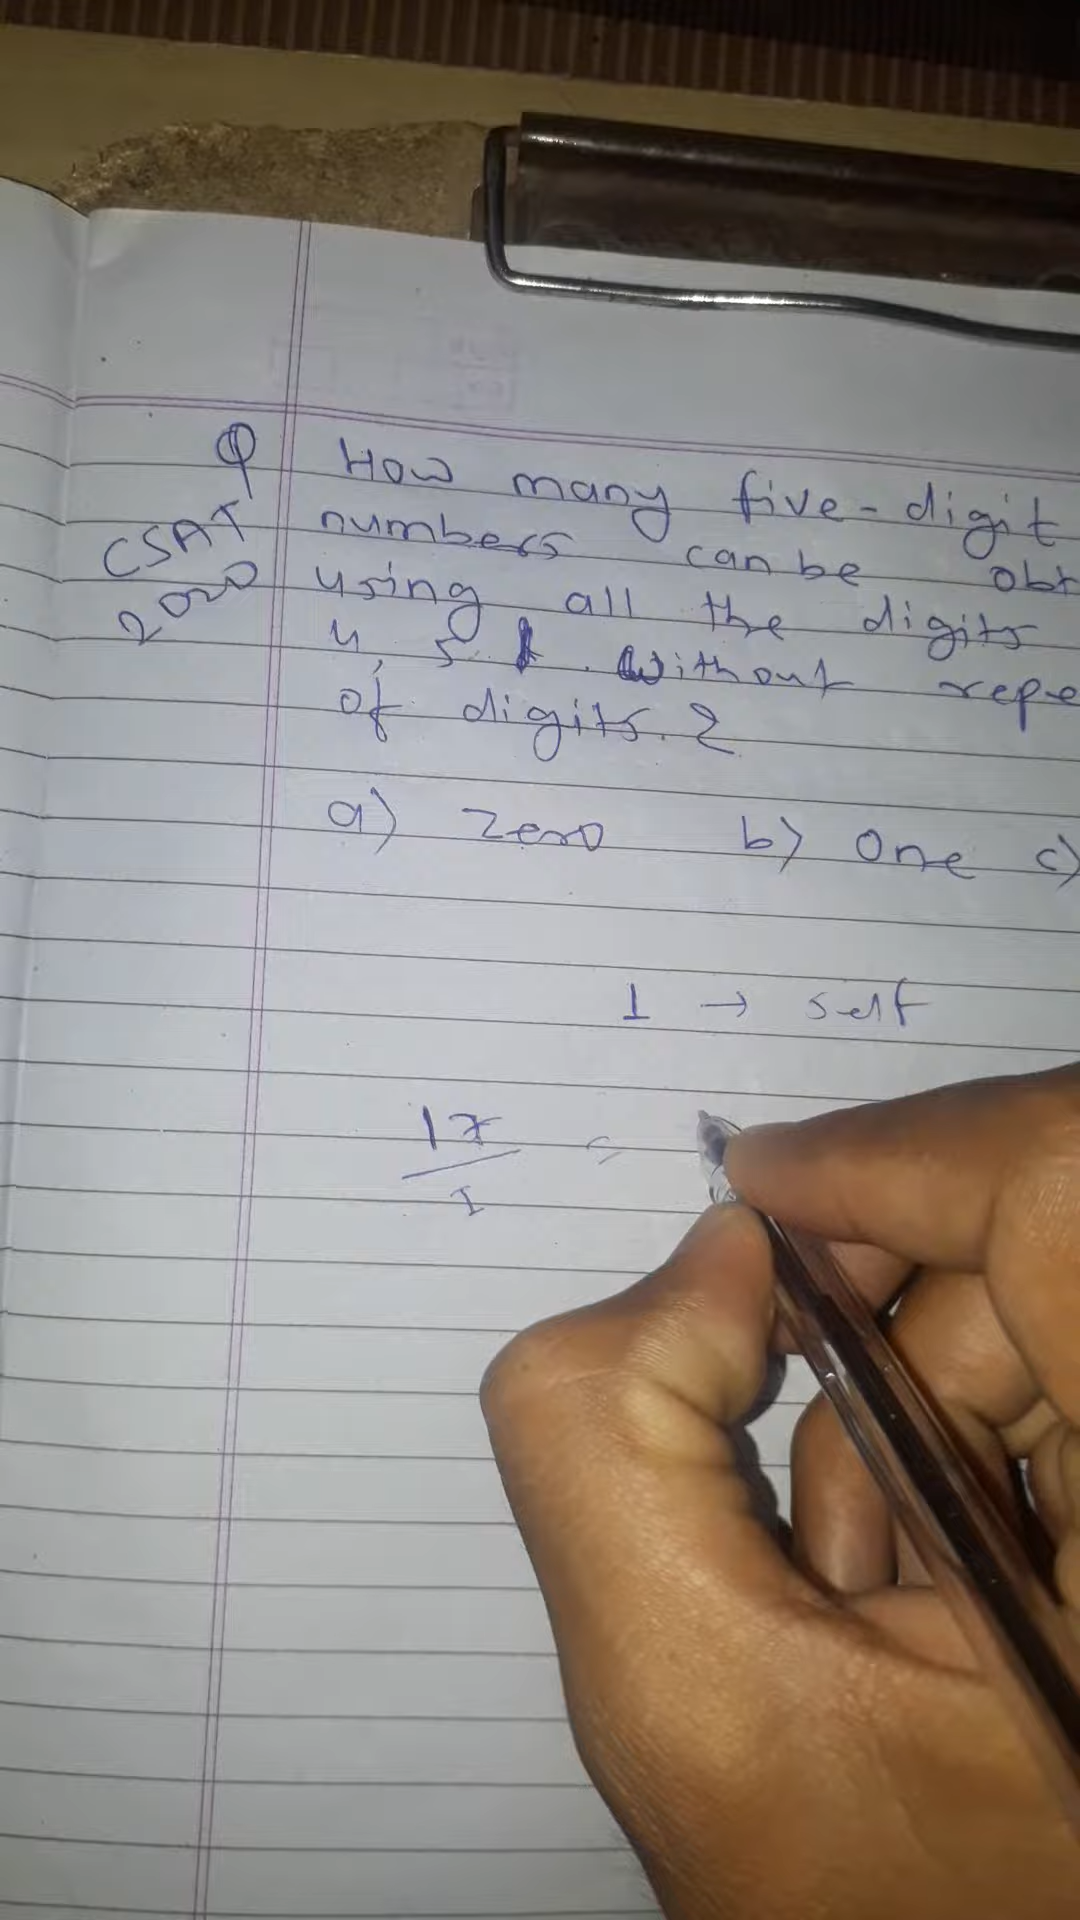 Q How many five-digit
CSAT numbers can be obt
2020 using all the digits
4, 5 . Without repe
of digits. ?
a) Zero b) One c)
1 → self
1x =
1